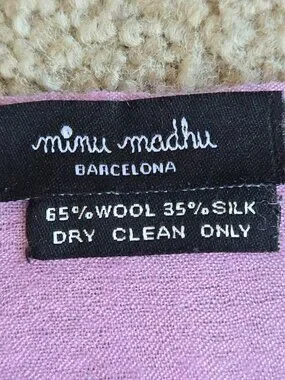 minu madhu
BARCELONA
65%WOOL 35%SILK
DRY CLEAN ONLY